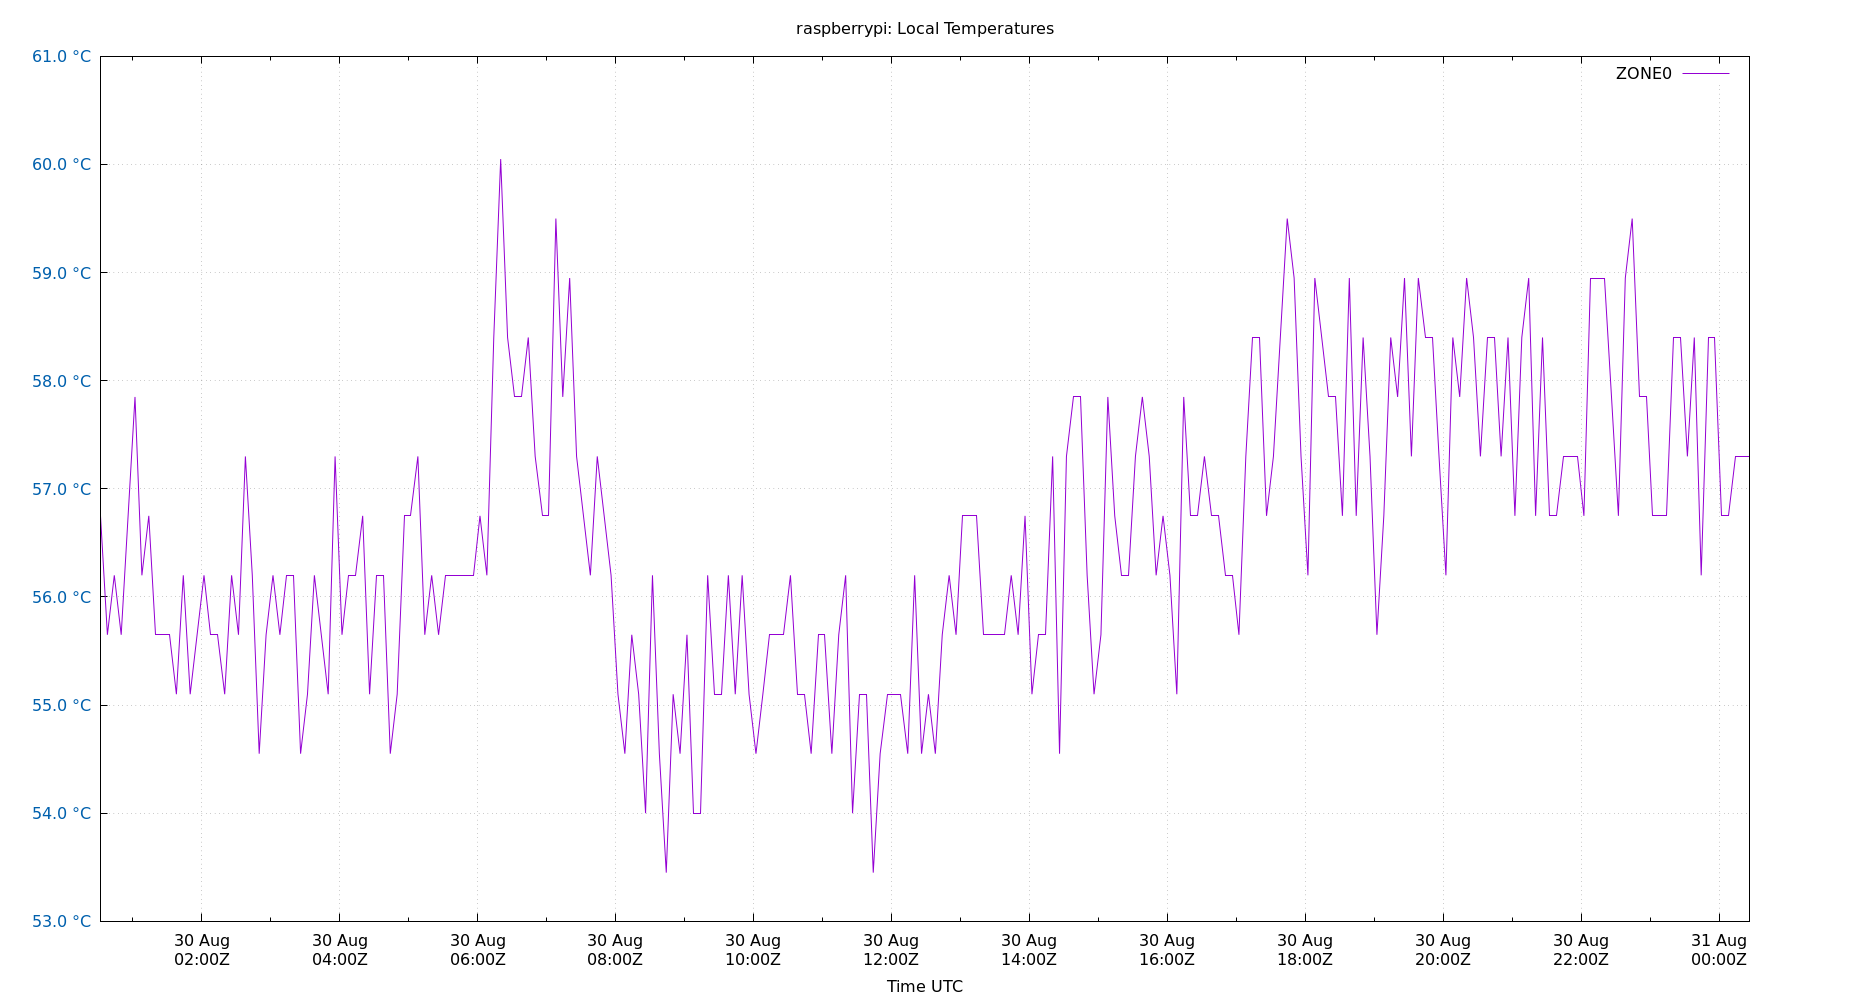 raspberrypi: Local Temperatures
61.0 °C
ZONE0
60.0 °C
59.0 °C
58.0 °C
57.0 °C
56.0 °C
55.0 °C
54.0 °C
53.0 °C
30 Aug 30 Aug 30 Aug 30 Aug 30 Aug 30 Aug 30 Aug 30 Aug 30 Aug 30 Aug 30 Aug 31 Aug
02:00Z 04:00Z 06:00Z 08:00Z 10:00Z 12:00Z 14:00Z 16:00Z 18:00Z 20:00Z 22:00Z 00:00Z
Time UTC